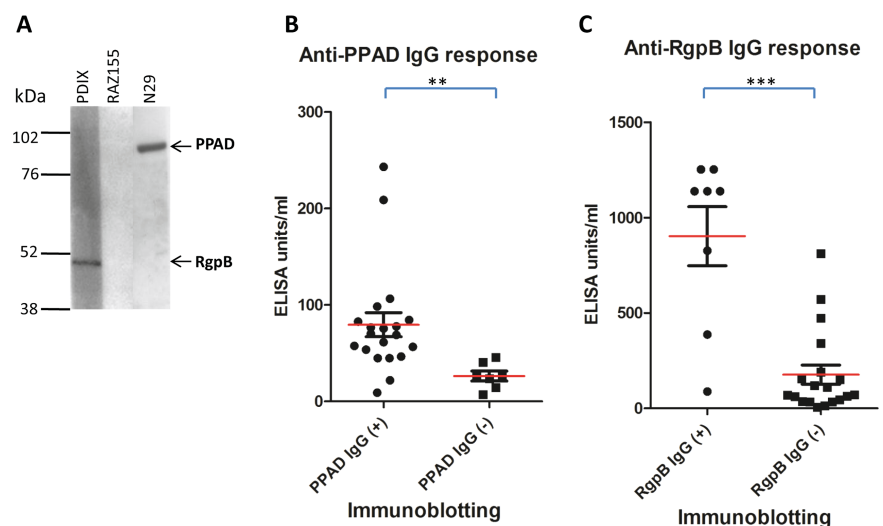 A
kDa
PDIX
RAZ155
N29
102
76
52
38
PPAD
RgpB
B
Anti-PPAD IgG response
**
300
200
100
0
ELISA units/ml
PPAD IgG (+)
PPAD IgG (-)
Immunoblotting
C
Anti-RgpB IgG response
***
1500
1000
500
0
ELISA units/ml
RgpB IgG (+)
RgpB IgG (-)
Immunoblotting